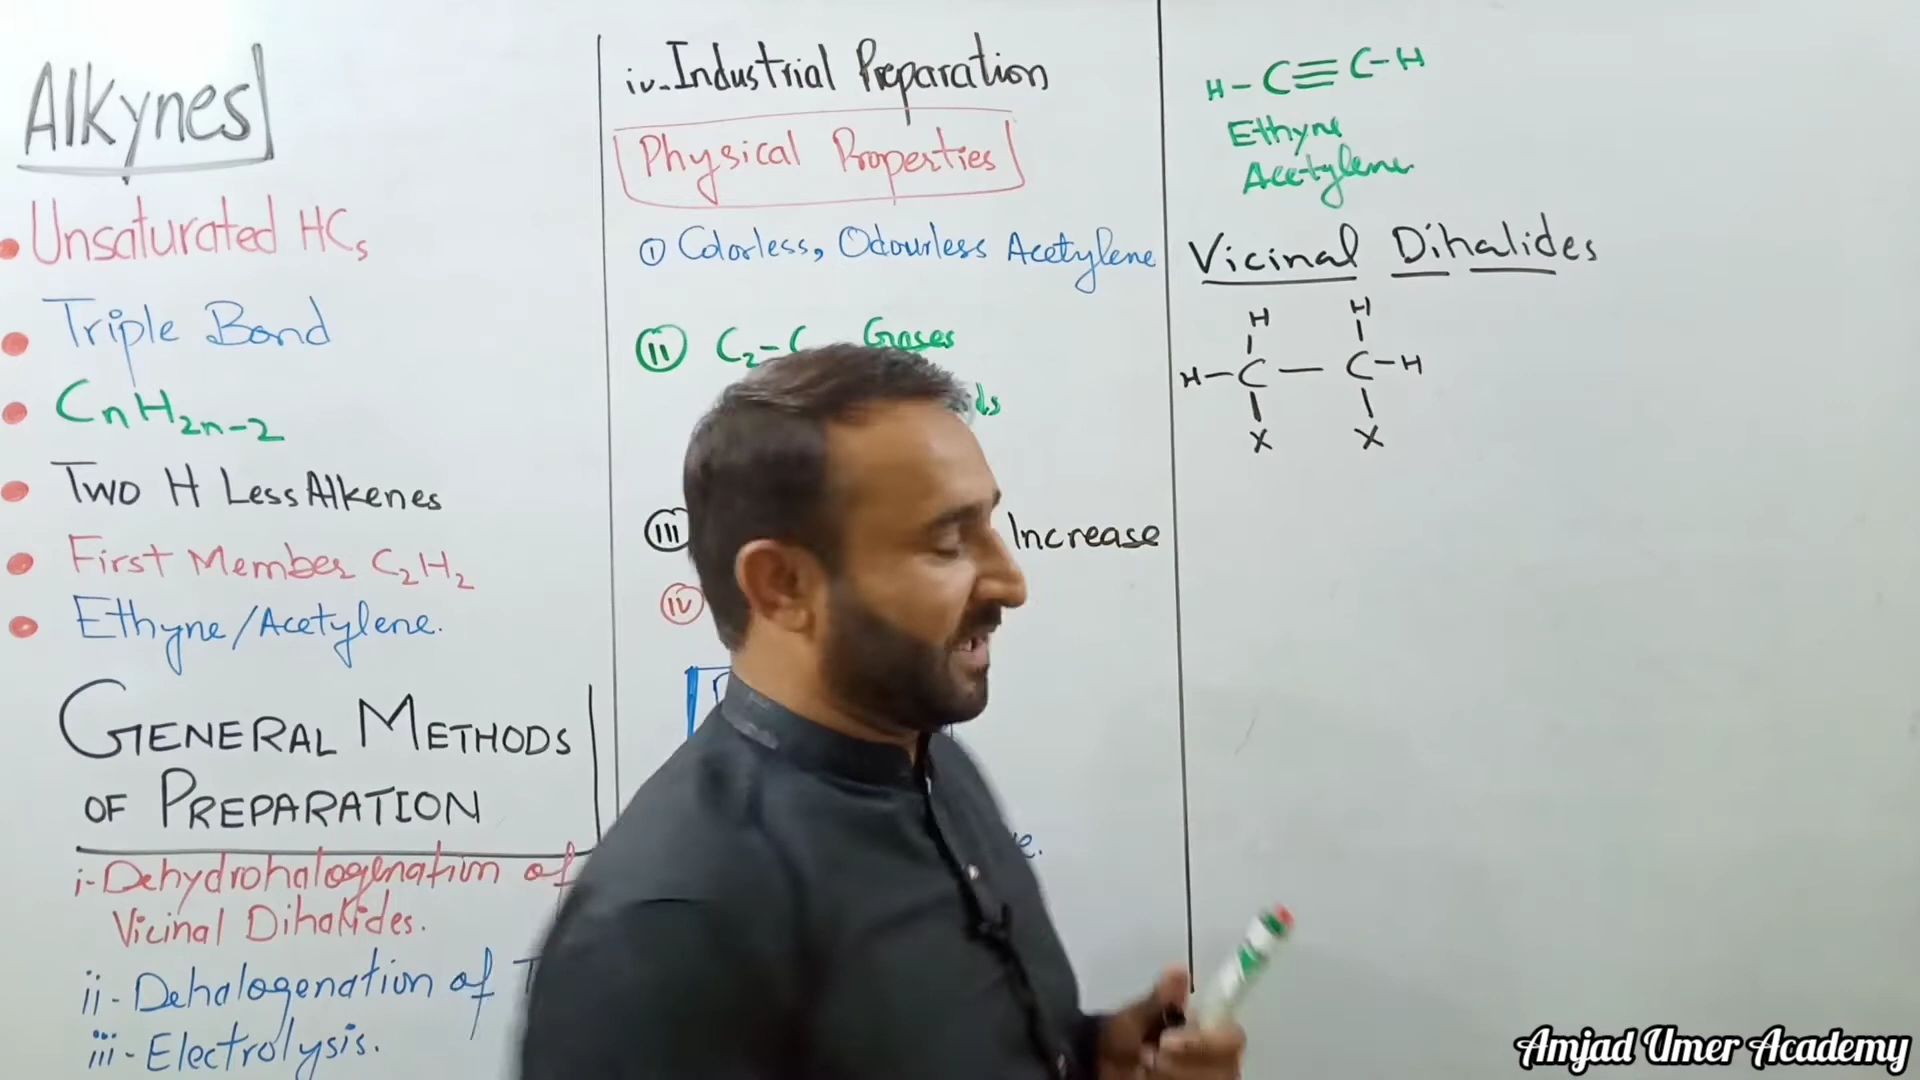 Alkynes
Unsaturated HCs
Triple Bond
CnH2n-2
Two H Less Alkenes
First Member C2H2
Ethyne/Acetylene.
GENERAL METHODS
OF PREPARATION
i- Dehydrohalogenation of
Vicinal Dihalides.
ii- Dehalogenation of T
iii- Electrolysis.
iv. Industrial Preparation
Physical Properties
i Colorless, Odourless Acetylene
ii C2-C Gases
iii Increase
iv
H-C≡C-H
Ethyne
Acetylene
Vicinal Dihalides
H H
H-C — C-H
X X
Amjad Umer Academy